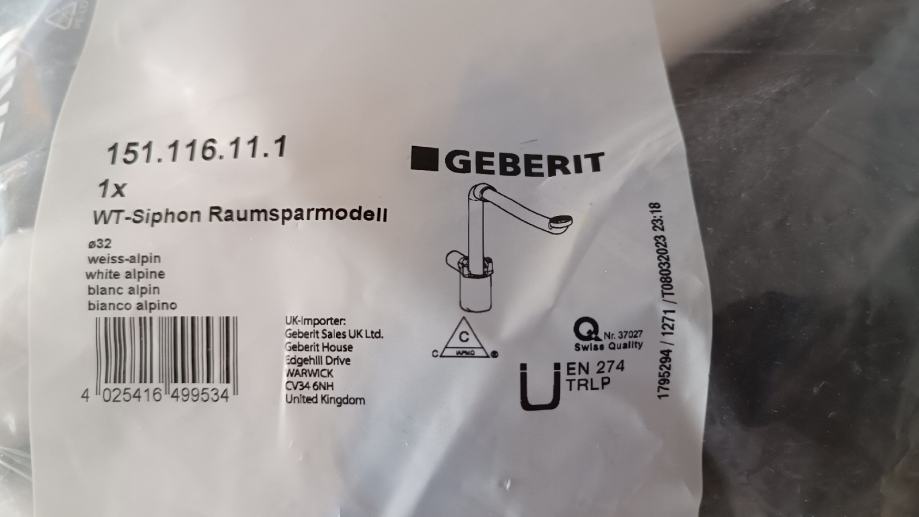 151.116.11.1
1x
WT-Siphon Raumsparmodell
ø32
weiss-alpin
white alpine
blanc alpin
bianco alpino
4 025416 499534
UK-Importer:
Geberit Sales UK Ltd.
Geberit House
Edgehill Drive
WARWICK
CV34 6NH
United Kingdom
GEBERIT
C
C IAPMO ®
Q Nr. 37027
Swiss Quality
EN 274
TRLP
1795294 / 1271 / T08032023 23:18